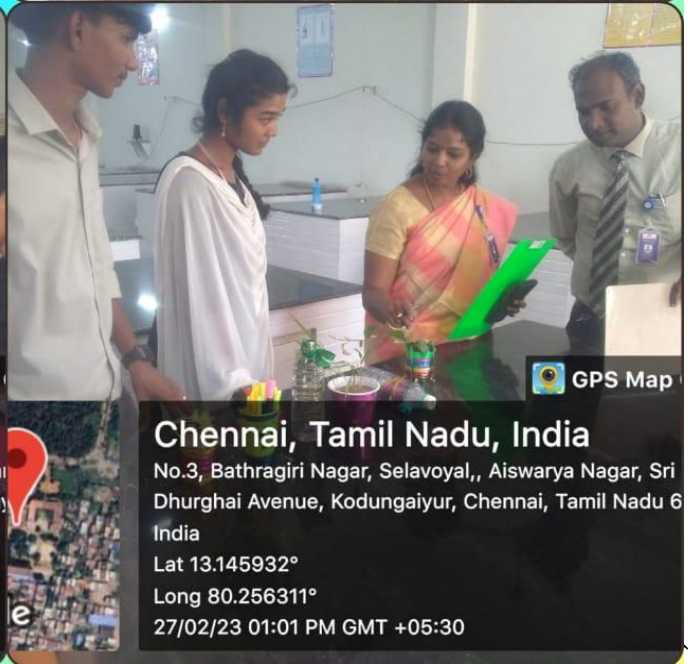 GPS Map
Chennai, Tamil Nadu, India
No.3, Bathragiri Nagar, Selavoyal,, Aiswarya Nagar, Sri
Dhurghai Avenue, Kodungaiyur, Chennai, Tamil Nadu 6
India
Lat 13.145932°
Long 80.256311°
27/02/23 01:01 PM GMT +05:30